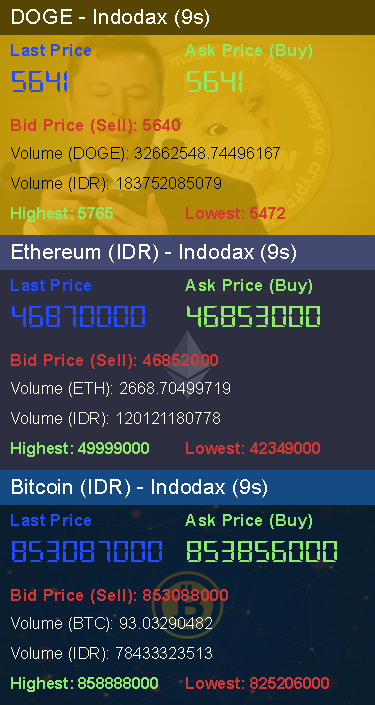 DOGE - Indodax (9s)
Last Price Ask Price (Buy)
5641 5641
Bid Price (Sell): 5640
Volume (DOGE): 32662548.74496167
Volume (IDR): 183752085079
Highest: 5765 Lowest: 5472
Ethereum (IDR) - Indodax (9s)
Last Price Ask Price (Buy)
46870000 46853000
Bid Price (Sell): 46852000
Volume (ETH): 2668.70499719
Volume (IDR): 120121180778
Highest: 49999000 Lowest: 42349000
Bitcoin (IDR) - Indodax (9s)
Last Price Ask Price (Buy)
853087000 853856000
Bid Price (Sell): 853088000
Volume (BTC): 93.03290482
Volume (IDR): 78433323513
Highest: 858888000 Lowest: 825206000